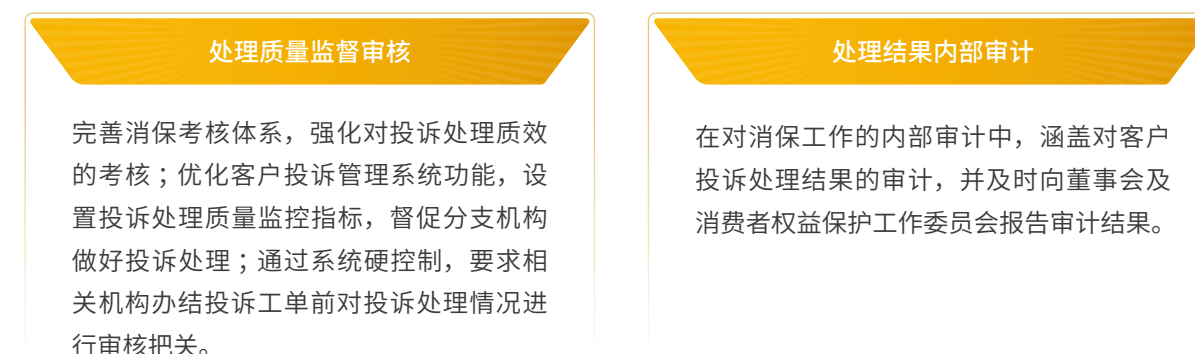 处理质量监督审核
完善消保考核体系，强化对投诉处理质效
的考核；优化客户投诉管理系统功能，设
置投诉处理质量监控指标，督促分支机构
做好投诉处理；通过系统硬控制，要求相
关机构办结投诉工单前对投诉处理情况进
行审核把关。
处理结果内部审计
在对消保工作的内部审计中，涵盖对客户
投诉处理结果的审计，并及时向董事会及
消费者权益保护工作委员会报告审计结果。